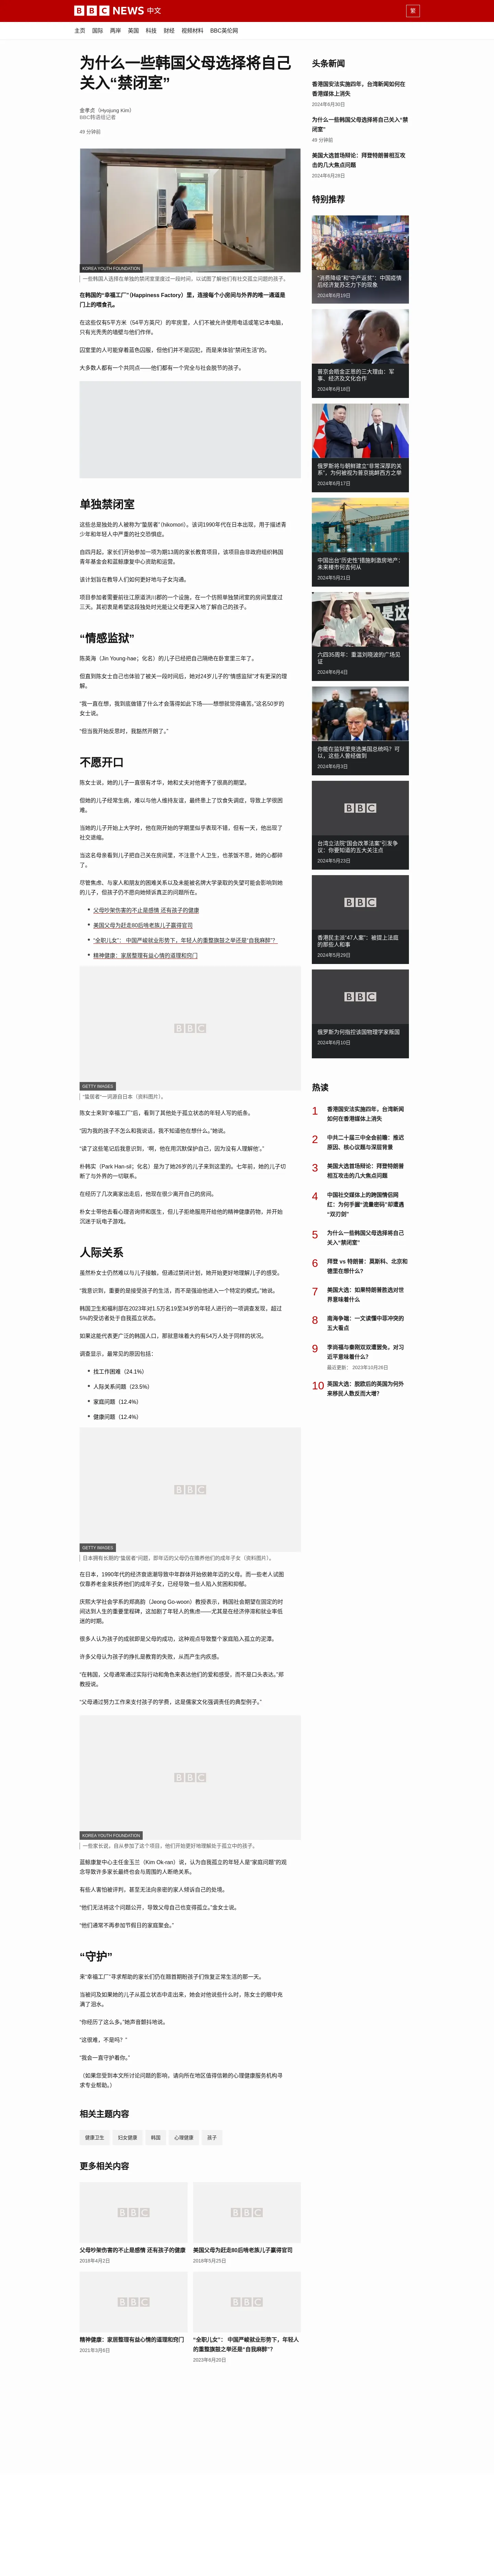 BBC NEWS 中文
繁
主页 国际 两岸 英国 科技 财经 视频材料 BBC英伦网
为什么一些韩国父母选择将自己
关入“禁闭室”
金孝贞（Hyojung Kim）
BBC韩语组记者
49 分钟前
KOREA YOUTH FOUNDATION
一些韩国人选择在单独的禁闭室里度过一段时间，以试图了解他们有社交孤立问题的孩子。
在韩国的“幸福工厂”（Happiness Factory）里，连接每个小房间与外界的唯一通道是
门上的喂食孔。
在这些仅有5平方米（54平方英尺）的牢房里，人们不被允许使用电话或笔记本电脑，
只有光秃秃的墙壁与他们作伴。
囚室里的人可能穿着蓝色囚服，但他们并不是囚犯，而是来体验“禁闭生活”的。
大多数人都有一个共同点——他们都有一个完全与社会脱节的孩子。
单独禁闭室
这些总是独处的人被称为“蛰居者”（hikomori）。该词1990年代在日本出现，用于描述青
少年和年轻人中严重的社交恐惧症。
自四月起，家长们开始参加一项为期13周的家长教育项目，该项目由非政府组织韩国
青年基金会和蓝鲸康复中心资助和运营。
该计划旨在教导人们如何更好地与子女沟通。
项目参加者需要前往江原道洪川郡的一个设施，在一个仿照单独禁闭室的房间里度过
三天。其初衷是希望这段独处时光能让父母更深入地了解自己的孩子。
“情感监狱”
陈英海（Jin Young-hae；化名）的儿子已经把自己隔绝在卧室里三年了。
但直到陈女士自己也体验了被关一段时间后，她对24岁儿子的“情感监狱”才有更深的理
解。
“我一直在想，我到底做错了什么才会落得如此下场——想想就觉得痛苦。”这名50岁的
女士说。
“但当我开始反思时，我豁然开朗了。”
不愿开口
陈女士说，她的儿子一直很有才华，她和丈夫对他寄予了很高的期望。
但她的儿子经常生病，难以与他人维持友谊，最终患上了饮食失调症，导致上学很困
难。
当她的儿子开始上大学时，他在刚开始的学期里似乎表现不错，但有一天，他出现了
社交退缩。
当这名母亲看到儿子把自己关在房间里，不注意个人卫生，也茶饭不思，她的心都碎
了。
尽管焦虑、与家人和朋友的困难关系以及未能被名牌大学录取的失望可能会影响到她
的儿子，但孩子仍不愿向她倾诉真正的问题所在。
父母吵架伤害的不止是感情 还有孩子的健康
美国父母为赶走80后啃老族儿子赢得官司
“全职儿女”： 中国严峻就业形势下，年轻人的重整旗鼓之举还是“自我麻醉”？
精神健康：家居整理有益心情的道理和窍门
BBC
GETTY IMAGES
“蛰居者”一词源自日本（资料图片）。
陈女士来到“幸福工厂”后，看到了其他处于孤立状态的年轻人写的纸条。
“因为我的孩子不怎么和我说话，我不知道他在想什么。”她说。
“读了这些笔记后我意识到，‘啊，他在用沉默保护自己，因为没有人理解他’。”
朴韩实（Park Han-sil；化名）是为了她26岁的儿子来到这里的。七年前，她的儿子切
断了与外界的一切联系。
在经历了几次离家出走后，他现在很少离开自己的房间。
朴女士带他去看心理咨询师和医生，但儿子拒绝服用开给他的精神健康药物，并开始
沉迷于玩电子游戏。
人际关系
虽然朴女士仍然难以与儿子接触，但通过禁闭计划，她开始更好地理解儿子的感受。
“我意识到，重要的是接受孩子的生活，而不是强迫他进入一个特定的模式。”她说。
韩国卫生和福利部在2023年对1.5万名19至34岁的年轻人进行的一项调查发现，超过
5%的受访者处于自我孤立状态。
如果这能代表更广泛的韩国人口，那就意味着大约有54万人处于同样的状况。
调查显示，最常见的原因包括：
找工作困难（24.1%）
人际关系问题（23.5%）
家庭问题（12.4%）
健康问题（12.4%）
BBC
GETTY IMAGES
日本拥有长期的“蛰居者”问题，即年迈的父母仍在赡养他们的成年子女（资料图片）。
在日本，1990年代的经济衰退潮导致中年群体开始依赖年迈的父母。而一些老人试图
仅靠养老金来抚养他们的成年子女，已经导致一些人陷入贫困和抑郁。
庆熙大学社会学系的郑高韵（Jeong Go-woon）教授表示，韩国社会期望在固定的时
间达到人生的重要里程碑，这加剧了年轻人的焦虑——尤其是在经济停滞和就业率低
迷的时期。
很多人认为孩子的成就即是父母的成功，这种观点导致整个家庭陷入孤立的泥潭。
许多父母认为孩子的挣扎是教育的失败，从而产生内疚感。
“在韩国，父母通常通过实际行动和角色来表达他们的爱和感受，而不是口头表达。”郑
教授说。
“父母通过努力工作来支付孩子的学费，这是儒家文化强调责任的典型例子。”
BBC
KOREA YOUTH FOUNDATION
一些家长说，自从参加了这个项目，他们开始更好地理解处于孤立中的孩子。
蓝鲸康复中心主任金玉兰（Kim Ok-ran）说，认为自我孤立的年轻人是“家庭问题”的观
念导致许多家长最终也会与周围的人断绝关系。
有些人害怕被评判，甚至无法向亲密的家人倾诉自己的处境。
“他们无法将这个问题公开，导致父母自己也变得孤立。”金女士说。
“他们通常不再参加节假日的家庭聚会。”
“守护”
来“幸福工厂”寻求帮助的家长们仍在翘首期盼孩子们恢复正常生活的那一天。
当被问及如果她的儿子从孤立状态中走出来，她会对他说些什么时，陈女士的眼中充
满了泪水。
“你经历了这么多。”她声音颤抖地说。
“这很难，不是吗？”
“我会一直守护着你。”
（如果您受到本文所讨论问题的影响，请向所在地区值得信赖的心理健康服务机构寻
求专业帮助。）
相关主题内容
健康卫生 妇女健康 韩国 心理健康 孩子
更多相关内容
BBC BBC
父母吵架伤害的不止是感情 还有孩子的健康
2018年4月2日
美国父母为赶走80后啃老族儿子赢得官司
2018年5月25日
BBC BBC
精神健康：家居整理有益心情的道理和窍门
2021年3月6日
“全职儿女”： 中国严峻就业形势下，年轻人
的重整旗鼓之举还是“自我麻醉”？
2023年6月20日
头条新闻
香港国安法实施四年，台湾新闻如何在
香港媒体上消失
2024年6月30日
为什么一些韩国父母选择将自己关入“禁
闭室”
49 分钟前
美国大选首场辩论：拜登特朗普相互攻
击的几大焦点问题
2024年6月28日
特别推荐
“消费降级”和“中产返贫”：中国疫情
后经济复苏乏力下的现象
2024年6月19日
普京会晤金正恩的三大理由：军
事、经济及文化合作
2024年6月18日
俄罗斯将与朝鲜建立“非常深厚的关
系”，为何被视为普京挑衅西方之举
2024年6月17日
中国出台“历史性”措施刺激房地产：
未来楼市何去何从
2024年5月21日
六四35周年：重温刘晓波的广场见
证
2024年6月4日
你能在监狱里竞选美国总统吗？可
以，这些人曾经做到
2024年6月3日
BBC
台湾立法院“国会改革法案”引发争
议：你要知道的五大关注点
2024年5月23日
BBC
香港民主派“47人案”：被提上法庭
的那些人和事
2024年5月29日
BBC
俄罗斯为何指控该国物理学家叛国
2024年6月10日
热读
1 香港国安法实施四年，台湾新闻
如何在香港媒体上消失
2 中共二十届三中全会前瞻：推迟
原因、核心议题与深层背景
3 美国大选首场辩论：拜登特朗普
相互攻击的几大焦点问题
4 中国社交媒体上的跨国情侣网
红：为何手握“流量密码”却遭遇
“双刃剑”
5 为什么一些韩国父母选择将自己
关入“禁闭室”
6 拜登 vs 特朗普：莫斯科、北京和
德里在想什么？
7 美国大选：如果特朗普胜选对世
界意味着什么
8 南海争端：一文读懂中菲冲突的
五大看点
9 李尚福与秦刚双双遭罢免，对习
近平意味着什么？
最近更新： 2023年10月26日
10 英国大选：脱欧后的英国为何外
来移民人数反而大增？